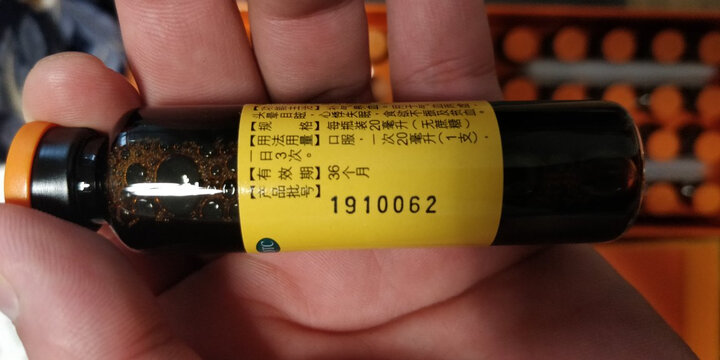 【规　　格】每瓶装20毫升（无蔗糖）
【用法用量】口服，一次20毫升（1支），
一日3次。
【有 效 期】36个月
【产品批号】
1910062